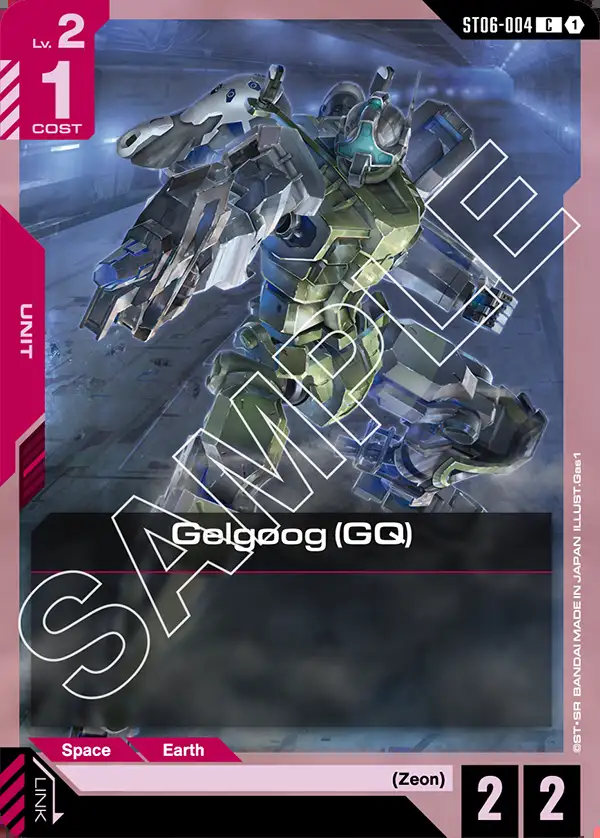 Lv. 2
1
COST
ST06-004 C 1
UNIT
SAMPLE
Gelgoog (GQ)
©ST・SR BANDAI MADE IN JAPAN ILLUST.Gas1
Space Earth
LINK
(Zeon)
2 2